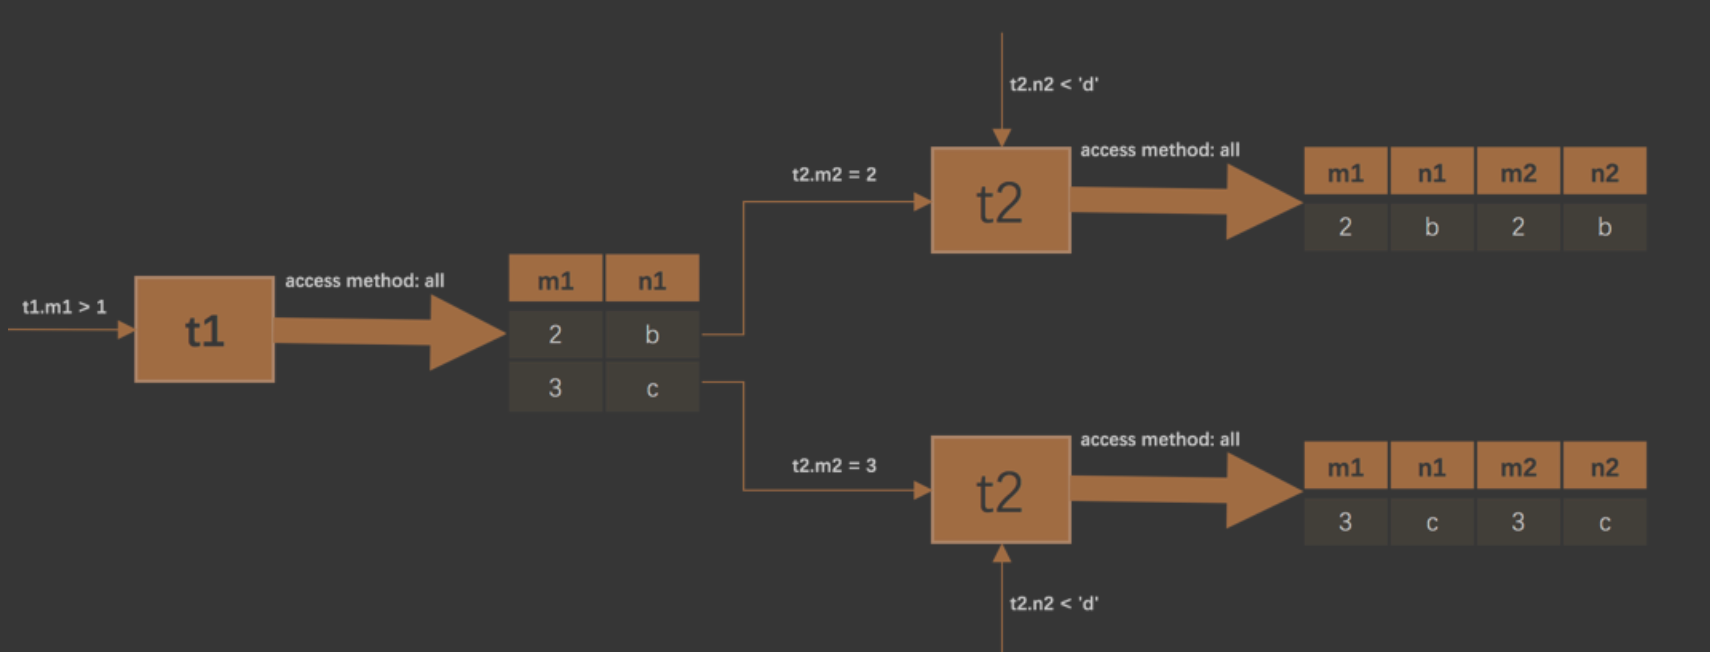 t1.m1 > 1
t1
access method: all
m1 n1
2 b
3 c
t2.m2 = 2
t2.n2 < 'd'
t2
access method: all
m1 n1 m2 n2
2 b 2 b
t2.m2 = 3
t2
access method: all
m1 n1 m2 n2
3 c 3 c
t2.n2 < 'd'